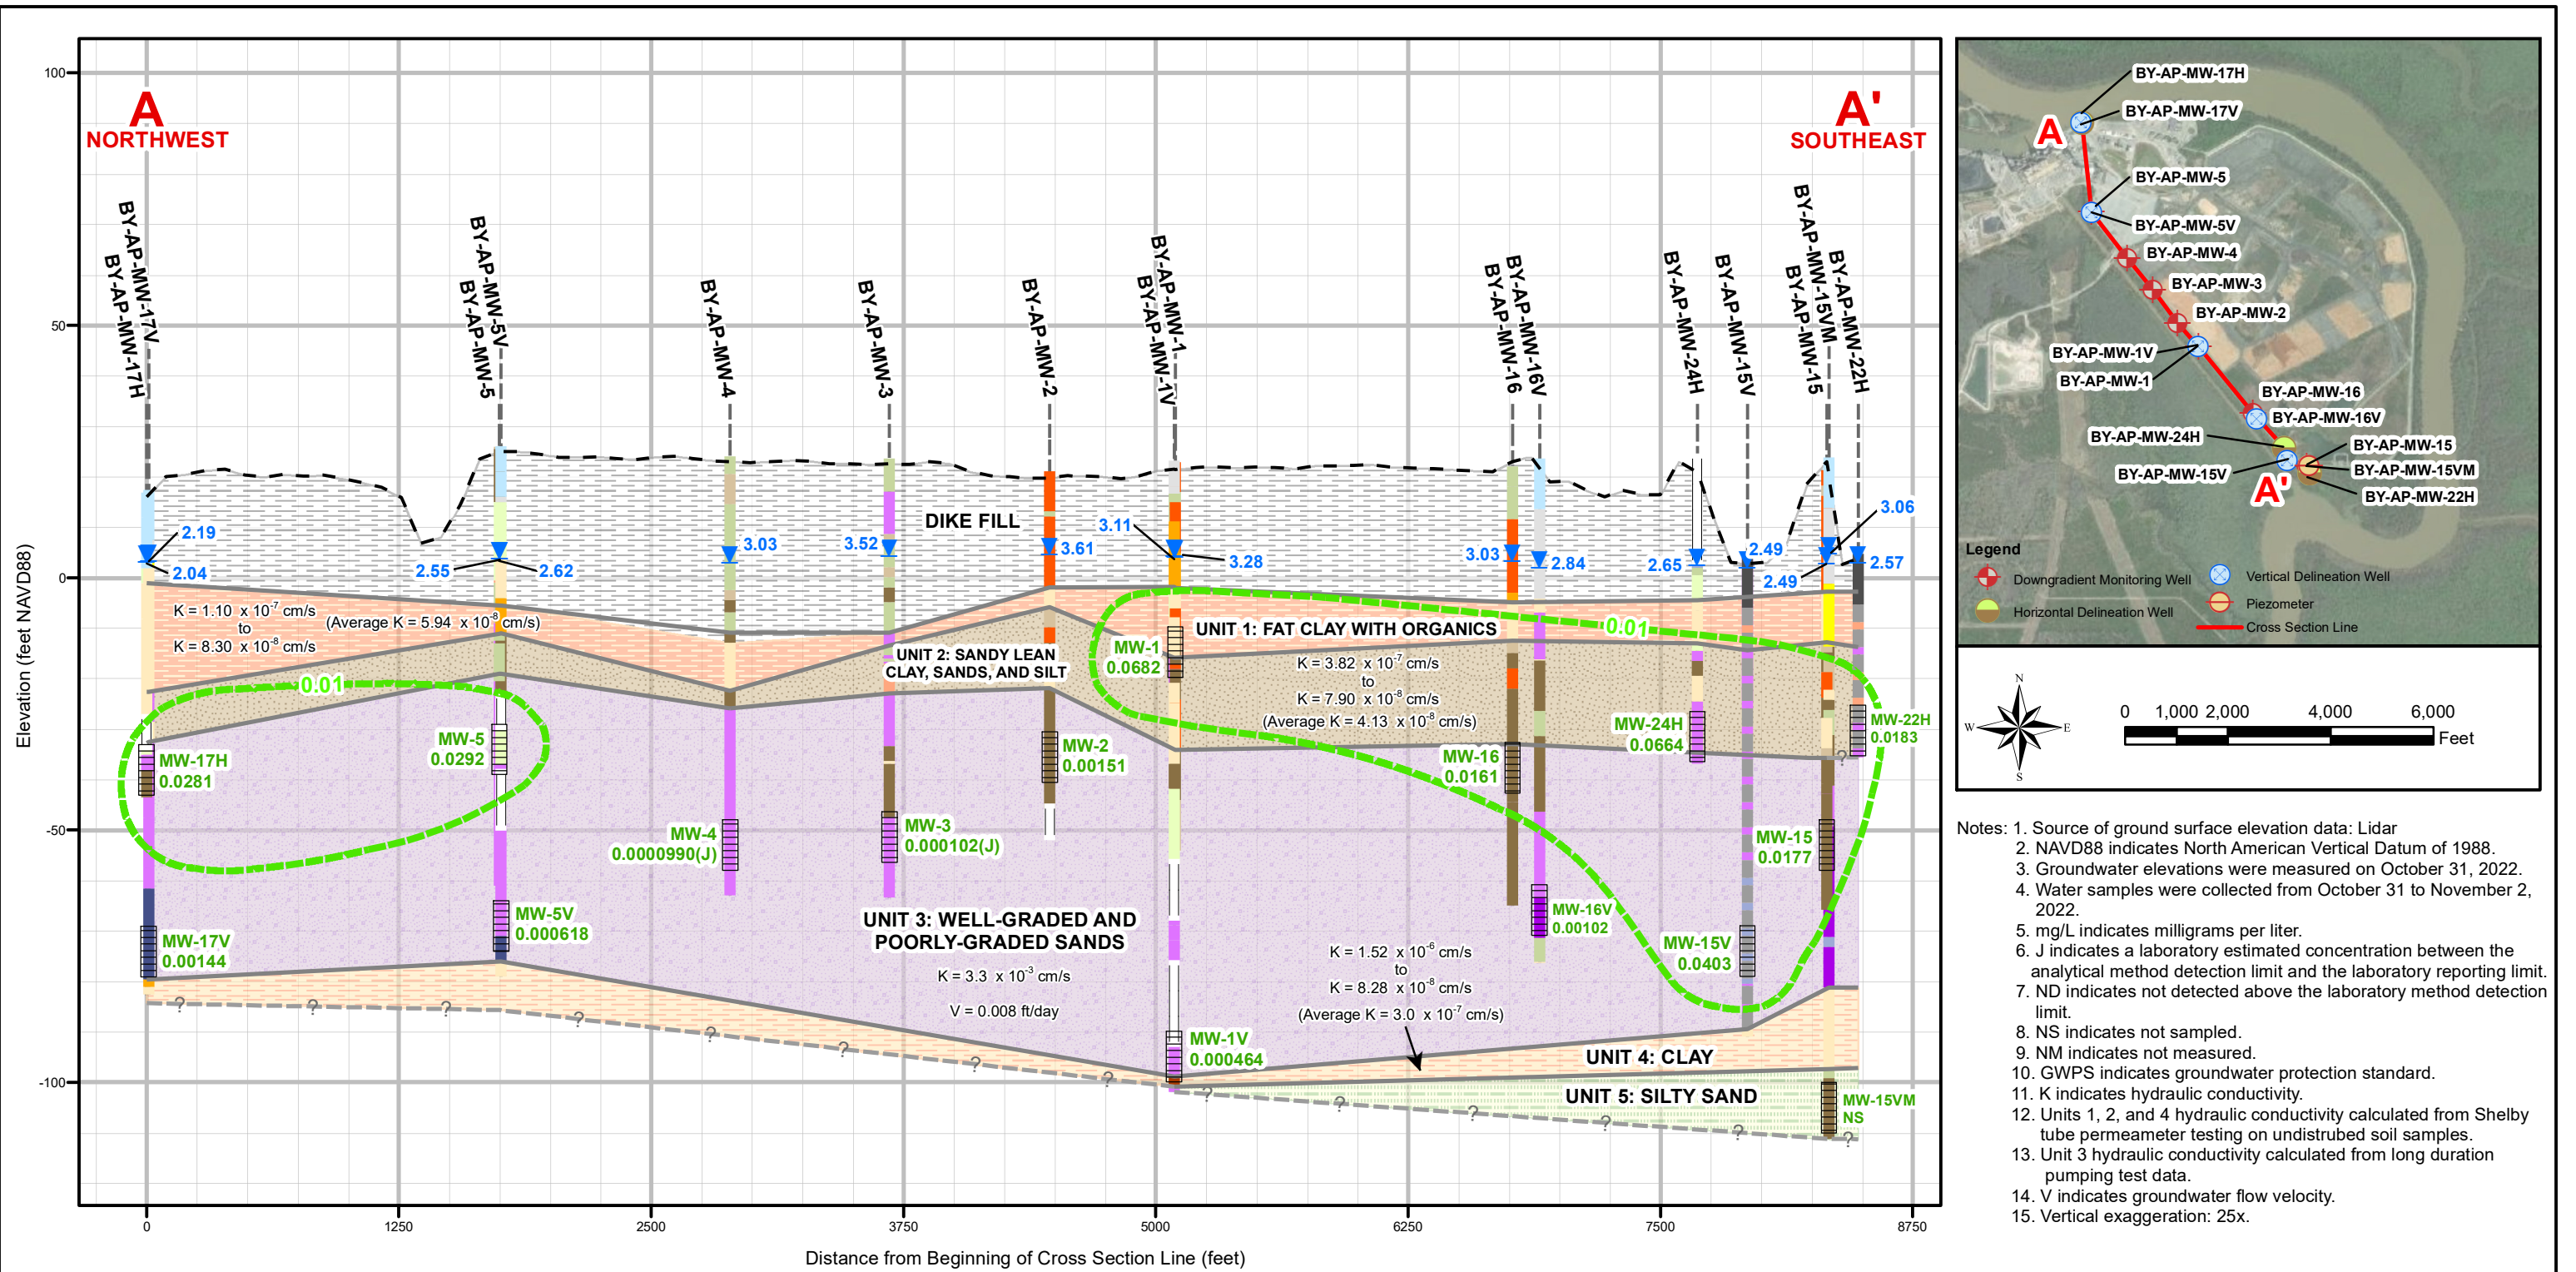 A
NORTHWEST
A'
SOUTHEAST
Elevation (feet NAVD88)
100
50
0
-50
-100
BY-AP-MW-17V
BY-AP-MW-17H
BY-AP-MW-5V
BY-AP-MW-5
BY-AP-MW-4
BY-AP-MW-3
BY-AP-MW-2
BY-AP-MW-1
BY-AP-MW-1V
BY-AP-MW-16
BY-AP-MW-16V
BY-AP-MW-24H
BY-AP-MW-15V
BY-AP-MW-15
BY-AP-MW-15VM
BY-AP-MW-22H
DIKE FILL
2.19
2.04
2.55
2.62
3.03
3.52
3.61
3.11
3.28
3.03
2.84
2.65
2.49
2.49
3.06
2.57
K = 1.10 x 10-7 cm/s
to
K = 8.30 x 10-8 cm/s
(Average K = 5.94 x 10-8 cm/s)
UNIT 1: FAT CLAY WITH ORGANICS
UNIT 2: SANDY LEAN
CLAY, SANDS, AND SILT
K = 3.82 x 10-7 cm/s
to
K = 7.90 x 10-8 cm/s
(Average K = 4.13 x 10-8 cm/s)
0.01
0.01
MW-17H
0.0281
MW-5
0.0292
MW-17V
0.00144
MW-5V
0.000618
MW-4
0.0000990(J)
MW-3
0.000102(J)
MW-2
0.00151
MW-1
0.0682
MW-1V
0.000464
MW-16
0.0161
MW-16V
0.00102
MW-24H
0.0664
MW-15V
0.0403
MW-15
0.0177
MW-22H
0.0183
MW-15VM
NS
UNIT 3: WELL-GRADED AND
POORLY-GRADED SANDS
K = 3.3 x 10-3 cm/s
V = 0.008 ft/day
K = 1.52 x 10-6 cm/s
to
K = 8.28 x 10-8 cm/s
(Average K = 3.0 x 10-7 cm/s)
UNIT 4: CLAY
UNIT 5: SILTY SAND
? ? ? ? ? ? ? ? ? ? ? ? ? ? ?
0 1250 2500 3750 5000 6250 7500 8750
Distance from Beginning of Cross Section Line (feet)
BY-AP-MW-17H
BY-AP-MW-17V
A
BY-AP-MW-5
BY-AP-MW-5V
BY-AP-MW-4
BY-AP-MW-3
BY-AP-MW-2
BY-AP-MW-1V
BY-AP-MW-1
BY-AP-MW-16
BY-AP-MW-16V
BY-AP-MW-24H
BY-AP-MW-15
BY-AP-MW-15V
BY-AP-MW-15VM
A'
BY-AP-MW-22H
Legend
Downgradient Monitoring Well
Vertical Delineation Well
Horizontal Delineation Well
Piezometer
Cross Section Line
N
W
E
S
0 1,000 2,000 4,000 6,000
Feet
Notes: 1. Source of ground surface elevation data: Lidar
2. NAVD88 indicates North American Vertical Datum of 1988.
3. Groundwater elevations were measured on October 31, 2022.
4. Water samples were collected from October 31 to November 2,
2022.
5. mg/L indicates milligrams per liter.
6. J indicates a laboratory estimated concentration between the
analytical method detection limit and the laboratory reporting limit.
7. ND indicates not detected above the laboratory method detection
limit.
8. NS indicates not sampled.
9. NM indicates not measured.
10. GWPS indicates groundwater protection standard.
11. K indicates hydraulic conductivity.
12. Units 1, 2, and 4 hydraulic conductivity calculated from Shelby
tube permeameter testing on undistrubed soil samples.
13. Unit 3 hydraulic conductivity calculated from long duration
pumping test data.
14. V indicates groundwater flow velocity.
15. Vertical exaggeration: 25x.